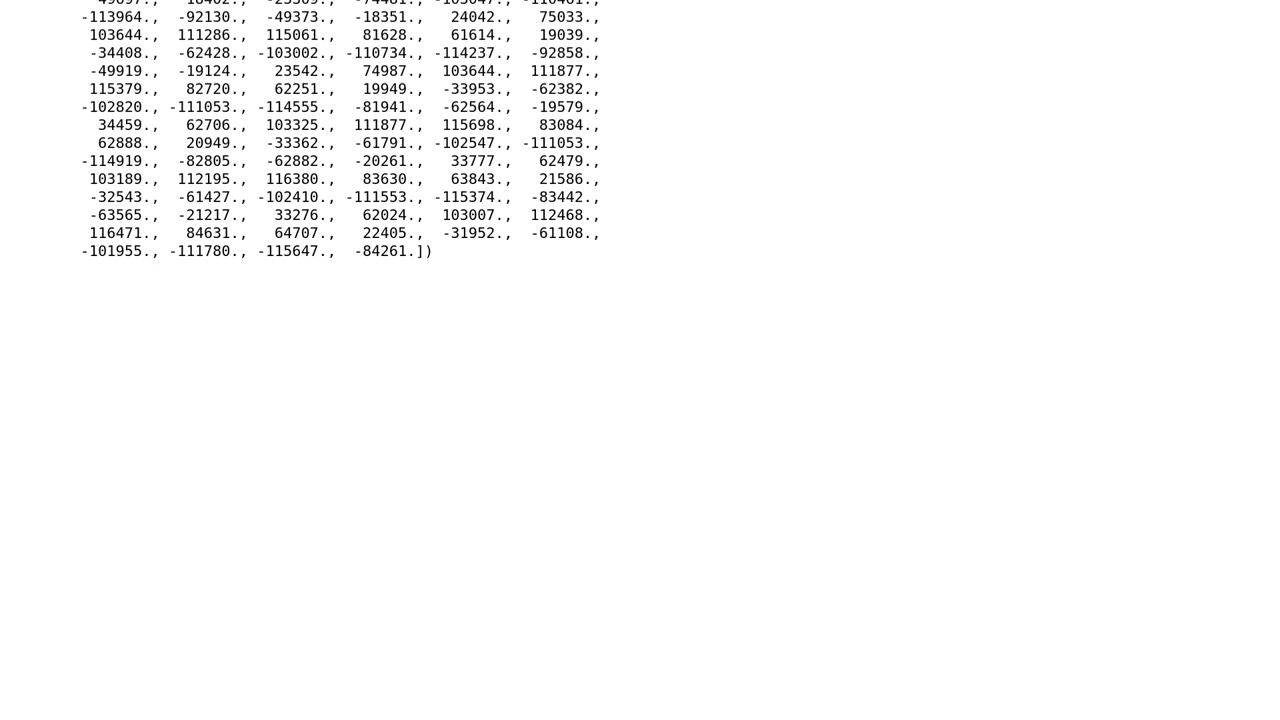 -113964., -92130., -49373., -18351., 24042., 75033.,
103644., 111286., 115061., 81628., 61614., 19039.,
-34408., -62428., -103002., -110734., -114237., -92858.,
-49919., -19124., 23542., 74987., 103644., 111877.,
115379., 82720., 62251., 19949., -33953., -62382.,
-102820., -111053., -114555., -81941., -62564., -19579.,
34459., 62706., 103325., 111877., 115698., 83084.,
62888., 20949., -33362., -61791., -102547., -111053.,
-114919., -82805., -62882., -20261., 33777., 62479.,
103189., 112195., 116380., 83630., 63843., 21586.,
-32543., -61427., -102410., -111553., -115374., -83442.,
-63565., -21217., 33276., 62024., 103007., 112468.,
116471., 84631., 64707., 22405., -31952., -61108.,
-101955., -111780., -115647., -84261.])